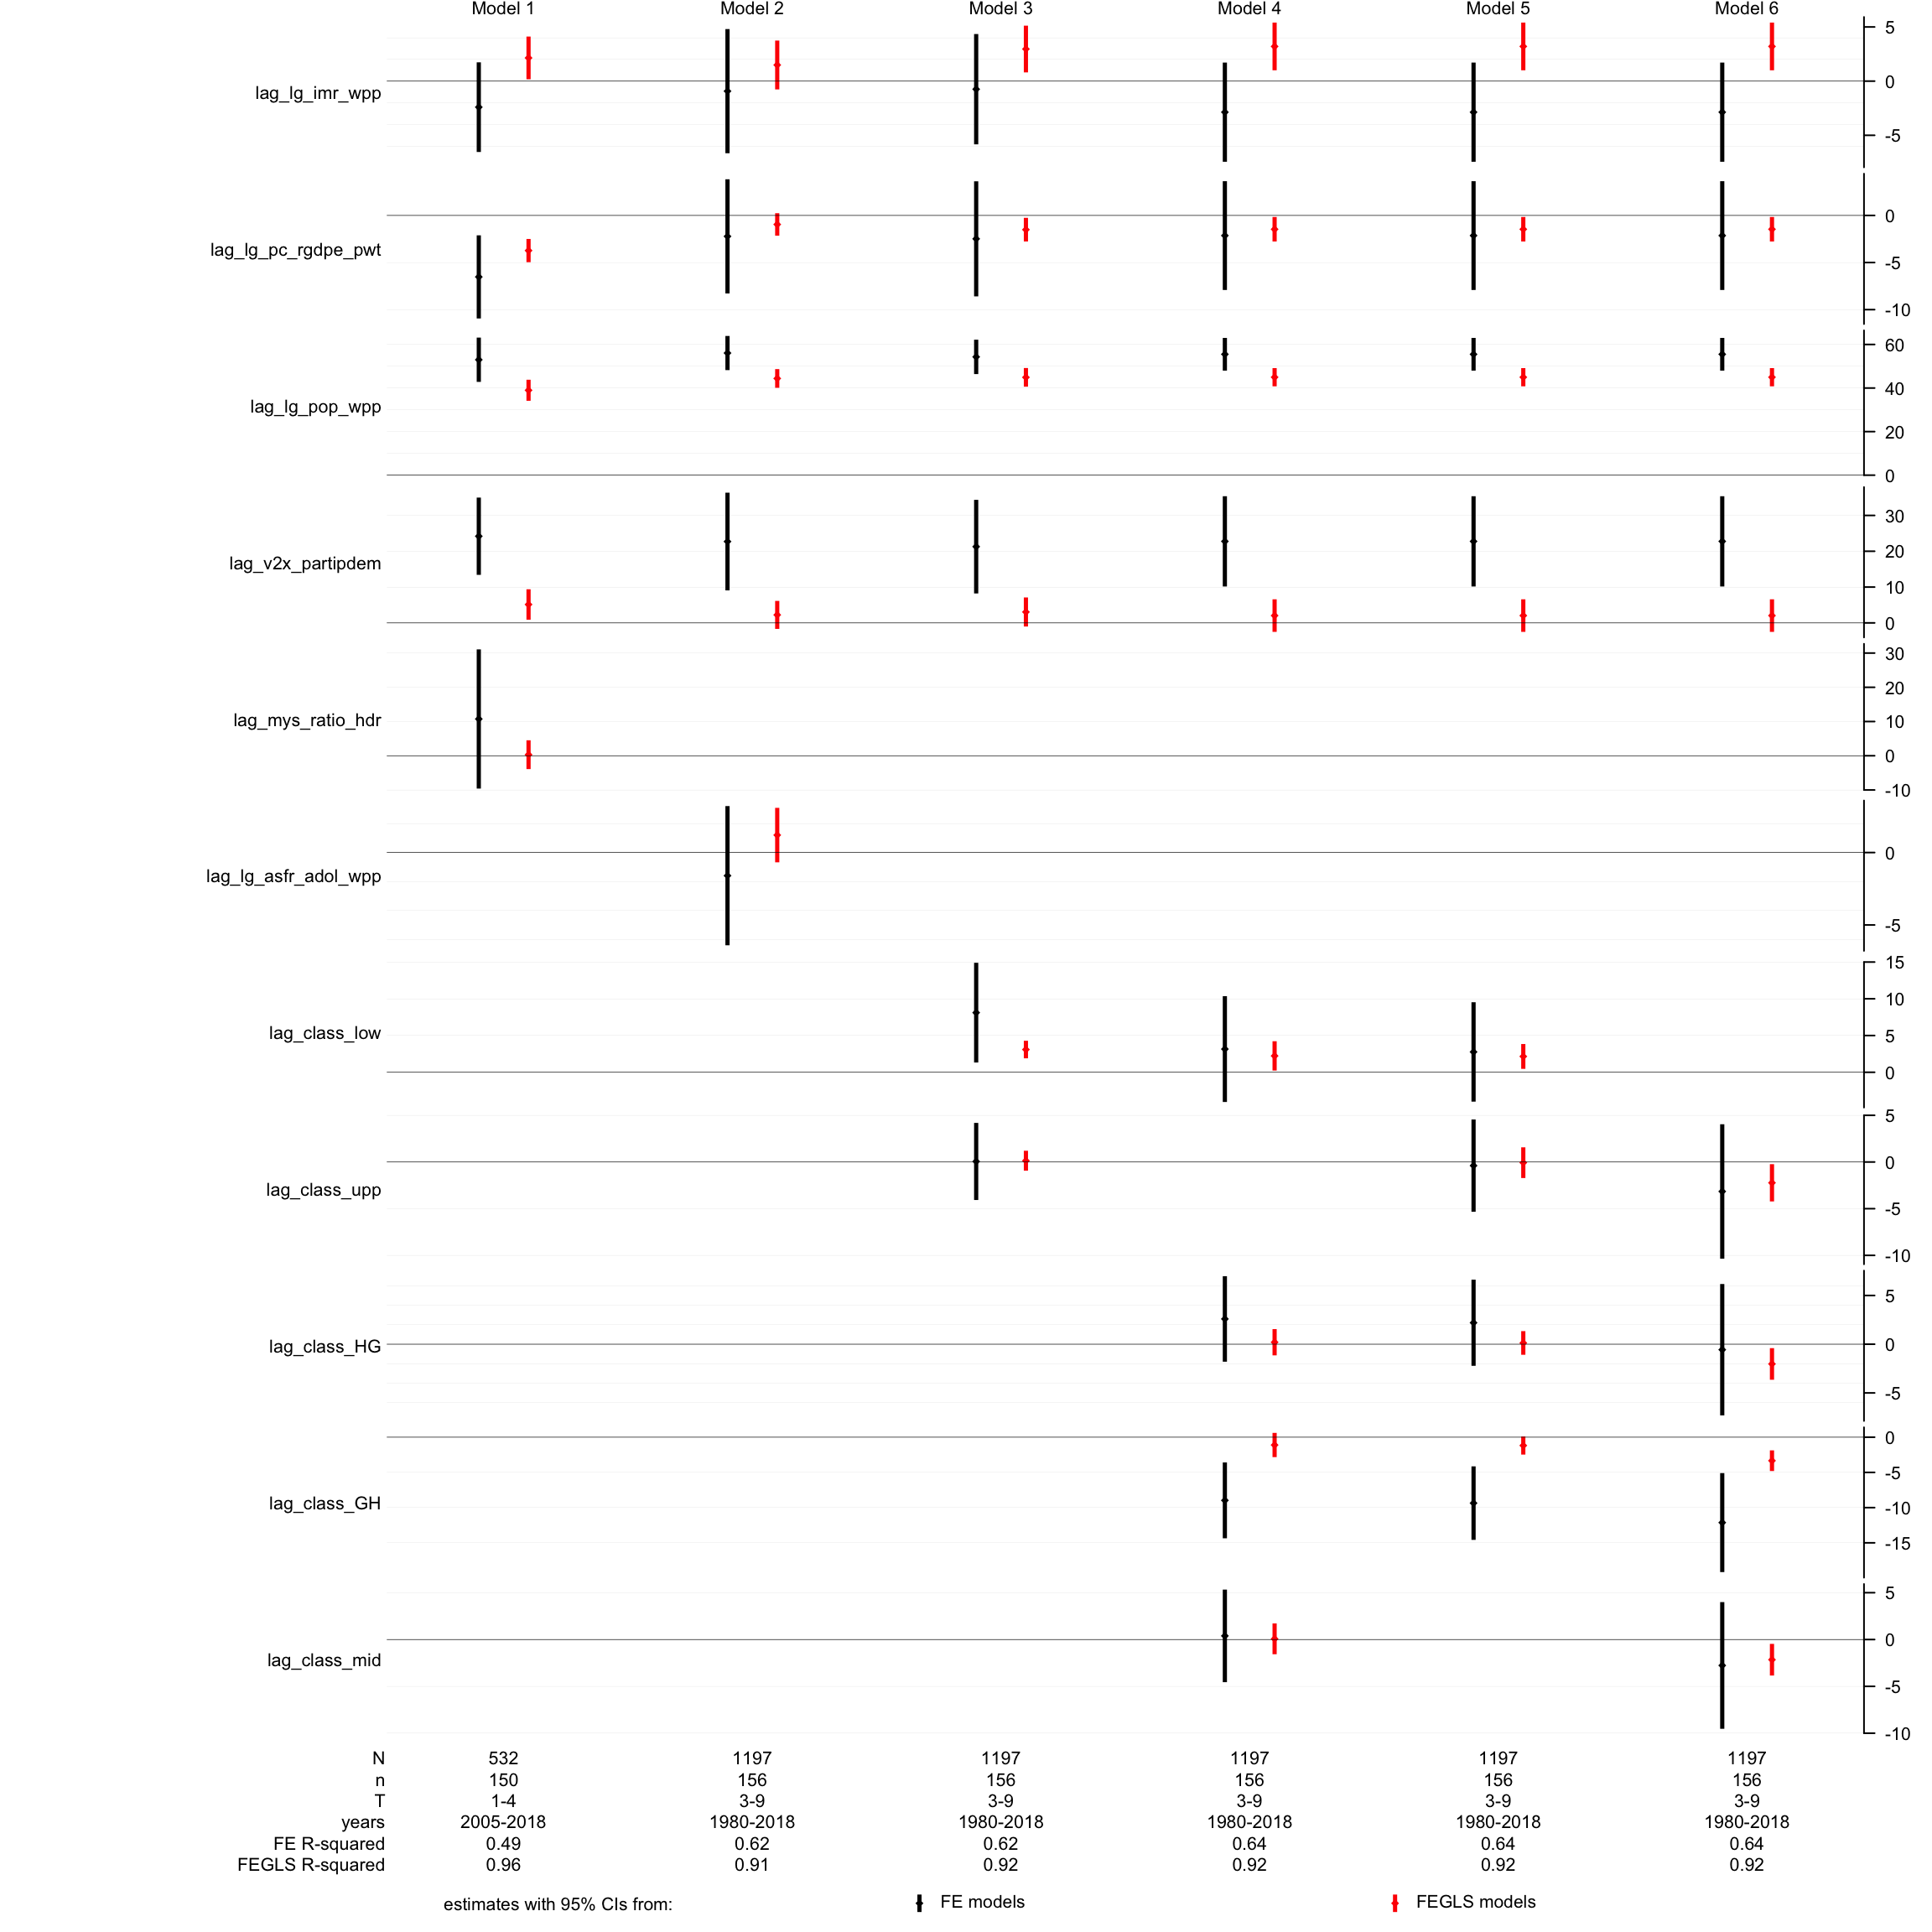 Model 1 Model 2 Model 3 Model 4 Model 5 Model 6
lag_lg_imr_wpp 5 0 -5
lag_lg_pc_rgdpe_pwt 0 -5 -10
lag_lg_pop_wpp 60 40 20 0
lag_v2x_partipdem 30 20 10 0
lag_mys_ratio_hdr 30 20 10 0 -10
lag_lg_asfr_adol_wpp 0 -5
lag_class_low 15 10 5 0
lag_class_upp 5 0 -5 -10
lag_class_HG 5 0 -5
lag_class_GH 0 -5 -10 -15
lag_class_mid 5 0 -5 -10
N 532 1197 1197 1197 1197 1197
n 150 156 156 156 156 156
T 1-4 3-9 3-9 3-9 3-9 3-9
years 2005-2018 1980-2018 1980-2018 1980-2018 1980-2018 1980-2018
FE R-squared 0.49 0.62 0.62 0.64 0.64 0.64
FEGLS R-squared 0.96 0.91 0.92 0.92 0.92 0.92
estimates with 95% CIs from: FE models FEGLS models